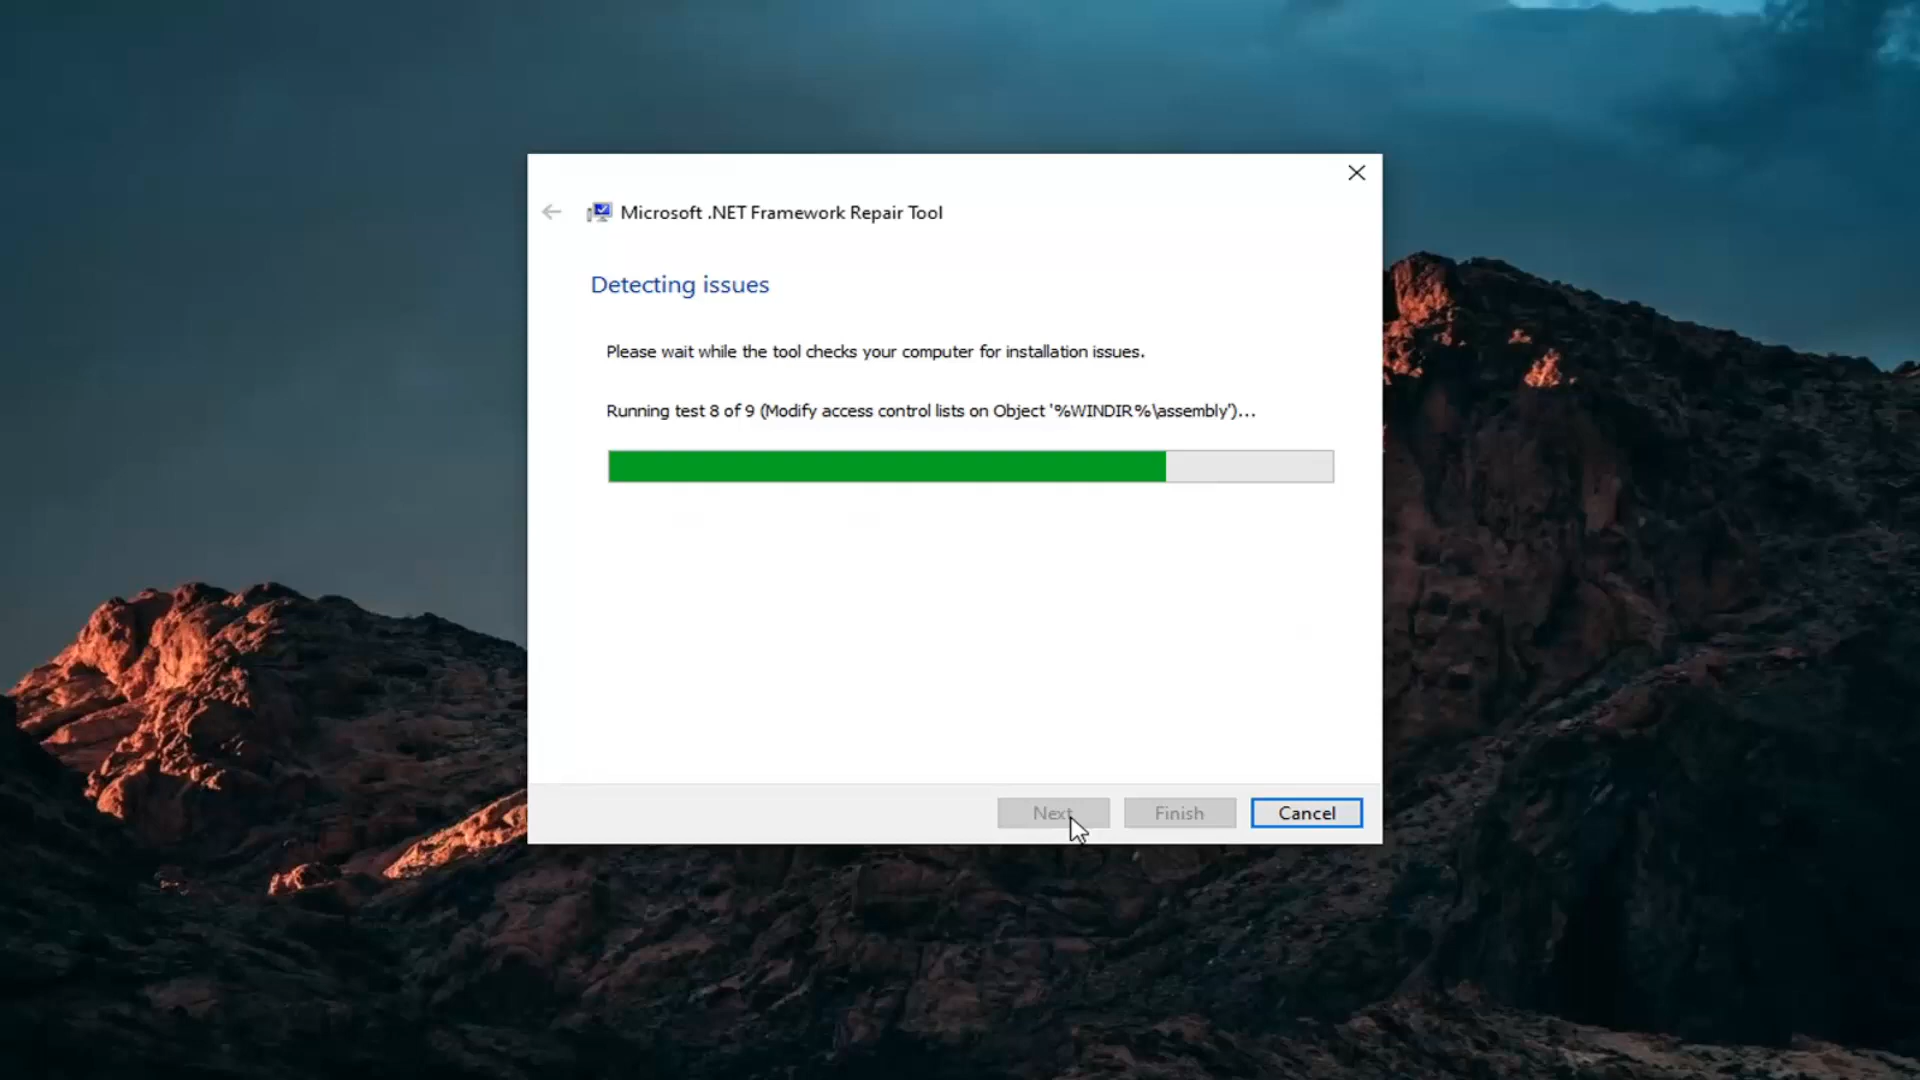 Microsoft .NET Framework Repair Tool
Detecting issues
Please wait while the tool checks your computer for installation issues.
Running test 8 of 9 (Modify access control lists on Object '%WINDIR%\assembly')...
Next
Finish
Cancel